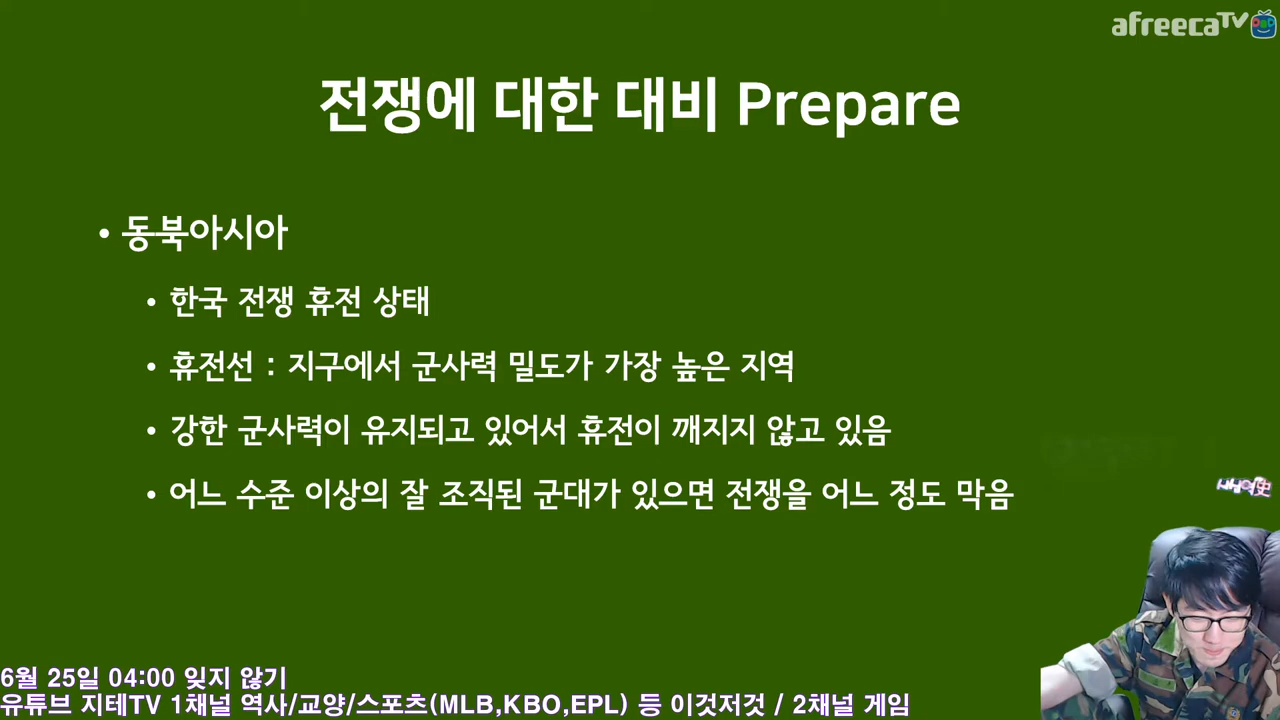 afreecaTV
전쟁에 대한 대비 Prepare
• 동북아시아
• 한국 전쟁 휴전 상태
• 휴전선 : 지구에서 군사력 밀도가 가장 높은 지역
• 강한 군사력이 유지되고 있어서 휴전이 깨지지 않고 있음
• 어느 수준 이상의 잘 조직된 군대가 있으면 전쟁을 어느 정도 막음
6월 25일 04:00 잊지 않기
유튜브 지테TV 1채널 역사/교양/스포츠(MLB,KBO,EPL) 등 이것저것 / 2채널 게임